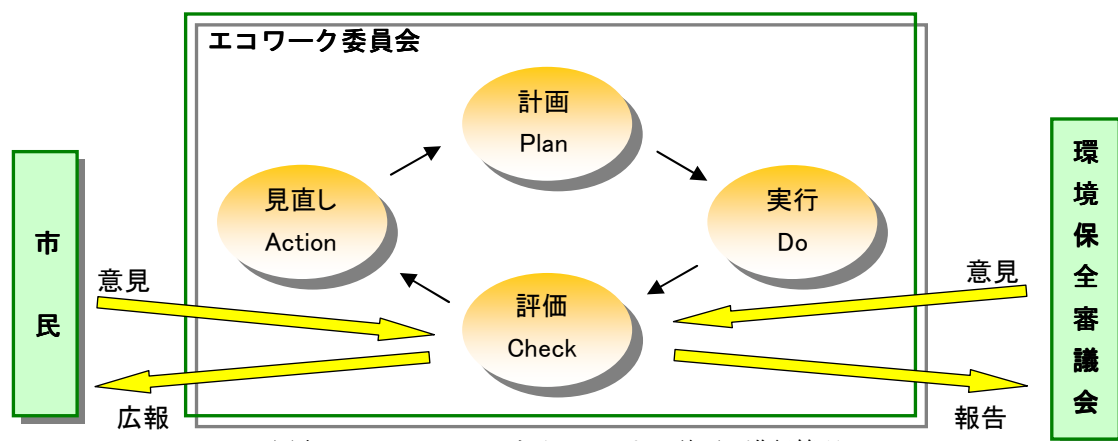 エコワーク委員会
計画
Plan
見直し
Action
実行
Do
評価
Check
市民
意見
広報
環境保全審議会
意見
報告